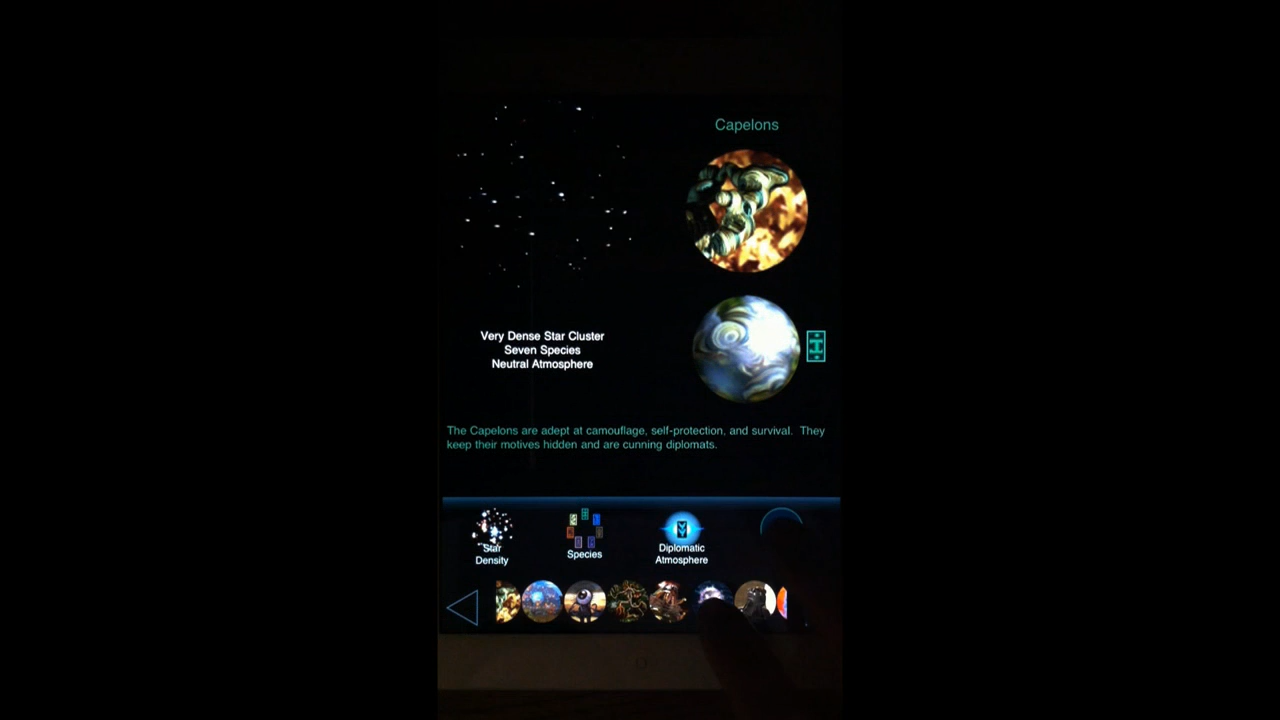 Capelons
Very Dense Star Cluster
Seven Species
Neutral Atmosphere
The Capelons are adept at camouflage, self-protection, and survival. They
keep their motives hidden and are cunning diplomats.
Star
Density
Species
Diplomatic
Atmosphere